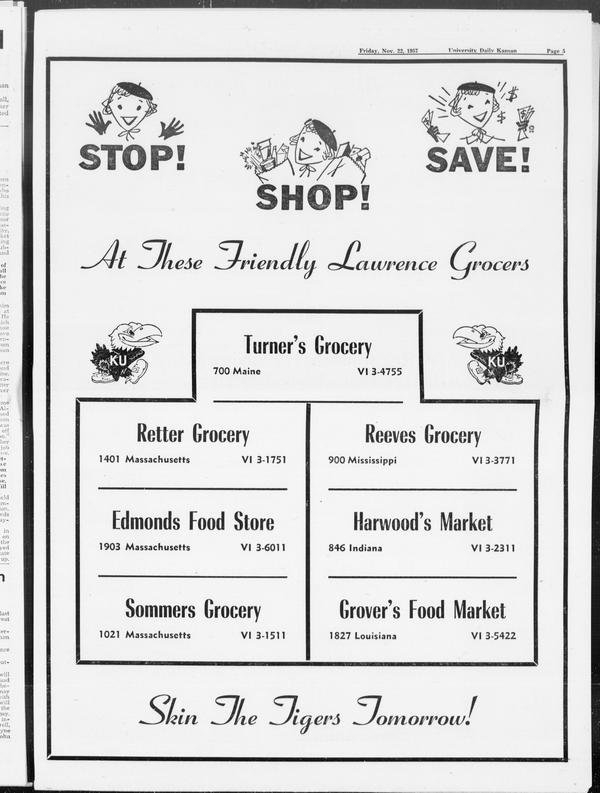 Friday, Nov. 22, 1957 University Daily Kansan Page 5
STOP!
SHOP!
SAVE!
At These Friendly Lawrence Grocers
KU
KU
Turner's Grocery
700 Maine VI 3-4755
Retter Grocery
1401 Massachusetts VI 3-1751
Edmonds Food Store
1903 Massachusetts VI 3-6011
Sommers Grocery
1021 Massachusetts VI 3-1511
Reeves Grocery
900 Mississippi VI 3-3771
Harwood's Market
846 Indiana VI 3-2311
Grover's Food Market
1827 Louisiana VI 3-5422
Skin The Tigers Tomorrow!